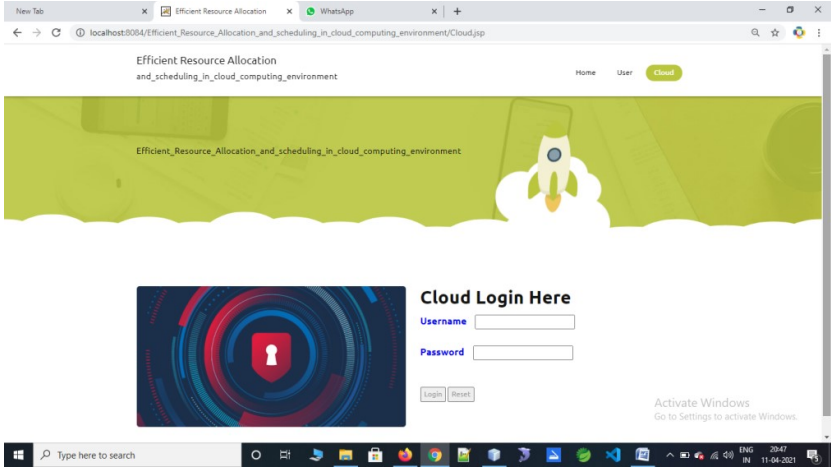 New Tab
Efficient Resource Allocation
WhatsApp
localhost:8084/Efficient_Resource_Allocation_and_scheduling_in_cloud_computing_environment/Cloud.jsp
Efficient Resource Allocation
and_scheduling_in_cloud_computing_environment
Home User Cloud
Efficient_Resource_Allocation_and_scheduling_in_cloud_computing_environment
Cloud Login Here
Username
Password
Login Reset
Activate Windows
Go to Settings to activate Windows.
Type here to search
ENG
IN
20:47
11-04-2021
5